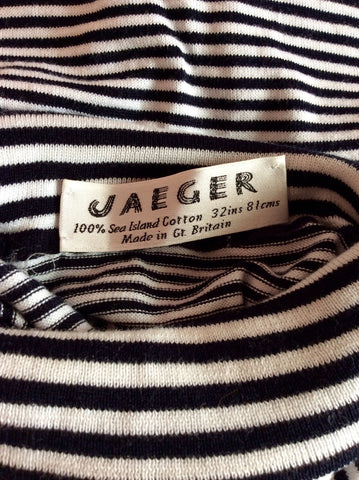 JAEGER
100% Sea Island Cotton 32ins 81cms
Made in Gt. Britain